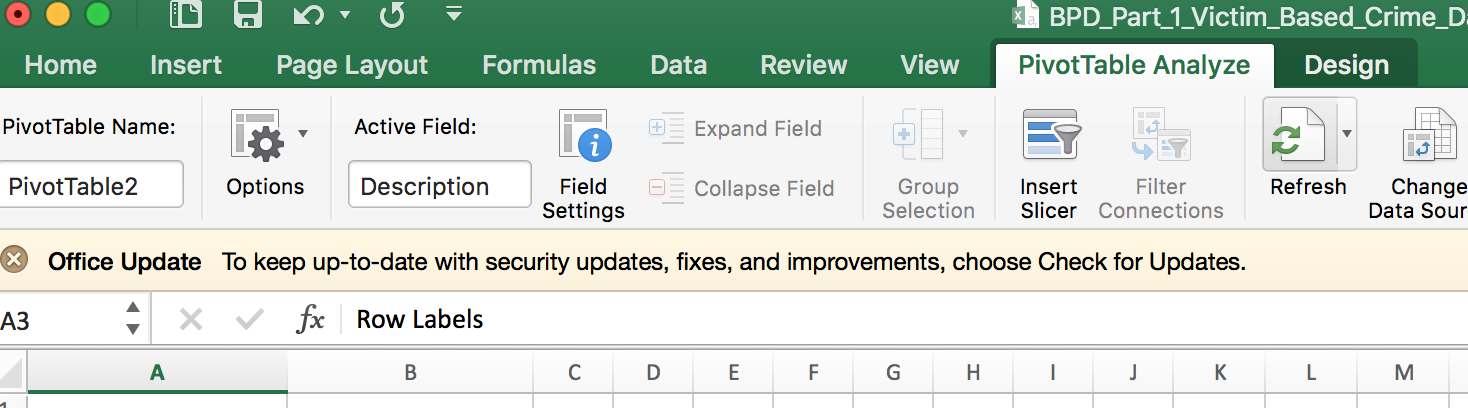 BPD_Part_1_Victim_Based_Crime_Da
Home Insert Page Layout Formulas Data Review View PivotTable Analyze Design
PivotTable Name:
PivotTable2
Options
Active Field:
Description
Field
Settings
Expand Field
Collapse Field
Group
Selection
Insert
Slicer
Filter
Connections
Refresh
Change
Data Sour
Office Update To keep up-to-date with security updates, fixes, and improvements, choose Check for Updates.
A3 fx Row Labels
A B C D E F G H I J K L M
1